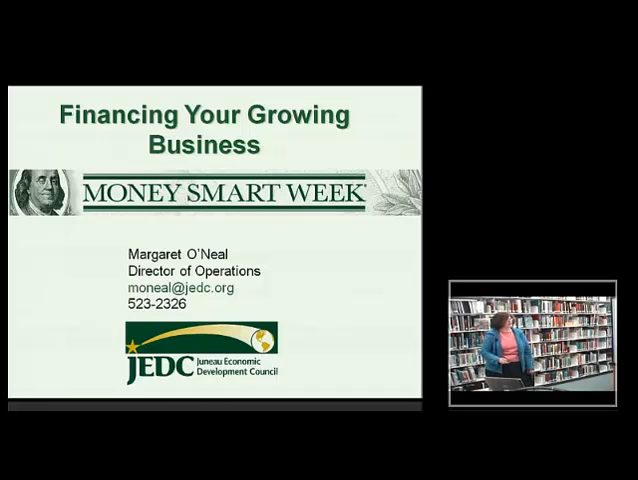 Financing Your Growing
Business
MONEY SMART WEEK®
Margaret O'Neal
Director of Operations
moneal@jedc.org
523-2326
JEDC Juneau Economic
Development Council